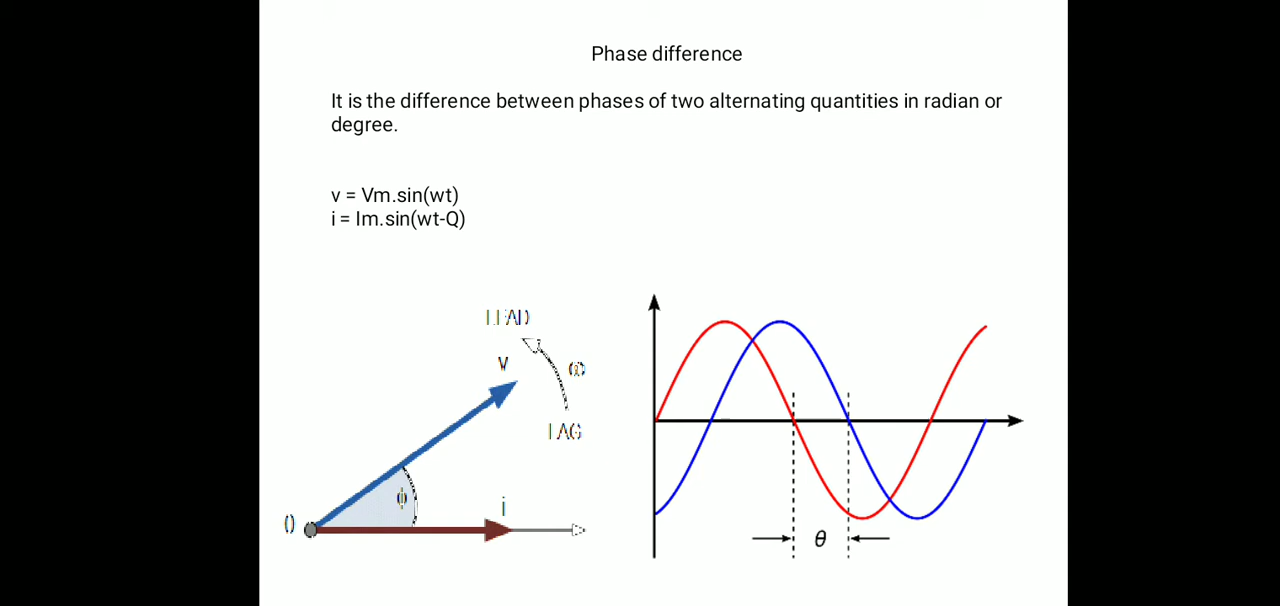 Phase difference
It is the difference between phases of two alternating quantities in radian or
degree.
v = Vm.sin(wt)
i = Im.sin(wt-Q)
LEAD
v
ω
LAG
ϕ
i
0
θ